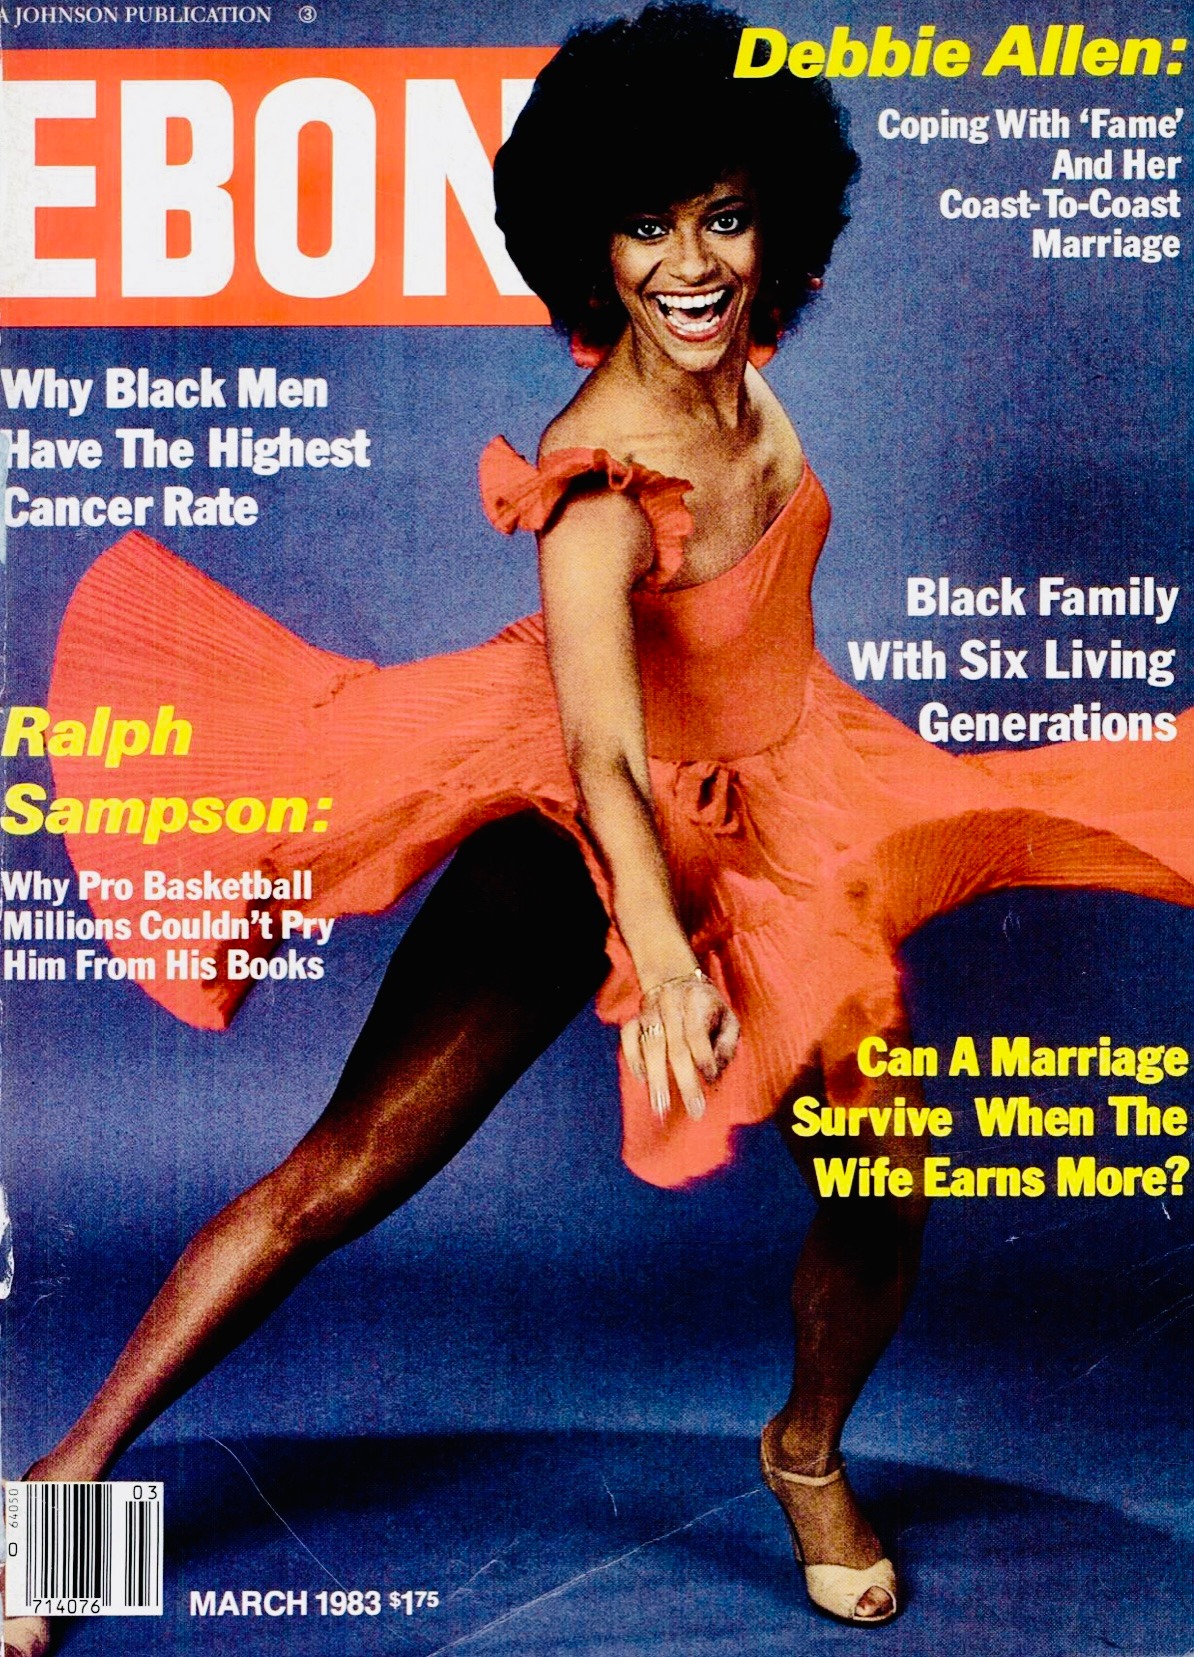 A JOHNSON PUBLICATION ③
EBON
Debbie Allen:
Coping With ‘Fame’
And Her
Coast-To-Coast
Marriage
Why Black Men
Have The Highest
Cancer Rate
Black Family
With Six Living
Generations
Ralph
Sampson:
Why Pro Basketball
Millions Couldn’t Pry
Him From His Books
Can A Marriage
Survive When The
Wife Earns More?
03
0 64050
714076
MARCH 1983 $175